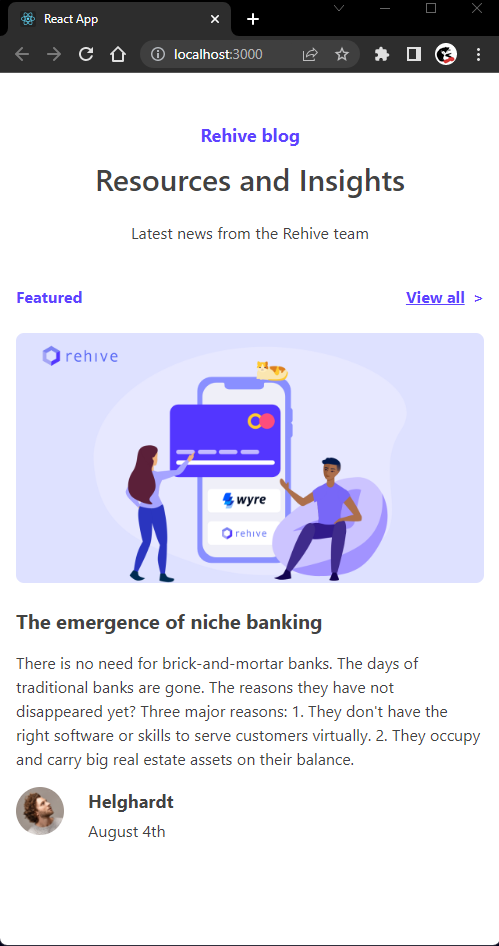 React App
localhost:3000
Rehive blog
Resources and Insights
Latest news from the Rehive team
Featured
View all >
rehive
wyre
rehive
The emergence of niche banking
There is no need for brick-and-mortar banks. The days of
traditional banks are gone. The reasons they have not
disappeared yet? Three major reasons: 1. They don't have the
right software or skills to serve customers virtually. 2. They occupy
and carry big real estate assets on their balance.
Helghardt
August 4th